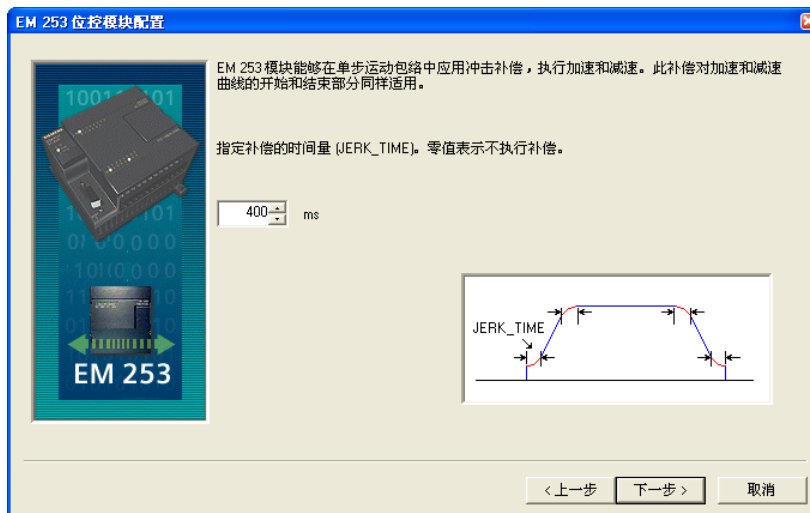 EM 253 位控模块配置
EM 253 模块能够在单步运动包络中应用冲击补偿，执行加速和减速。此补偿对加速和减速
曲线的开始和结束部分同样适用。
指定补偿的时间量 (JERK_TIME)。零值表示不执行补偿。
400 ms
JERK_TIME
EM 253
<上一步
下一步>
取消